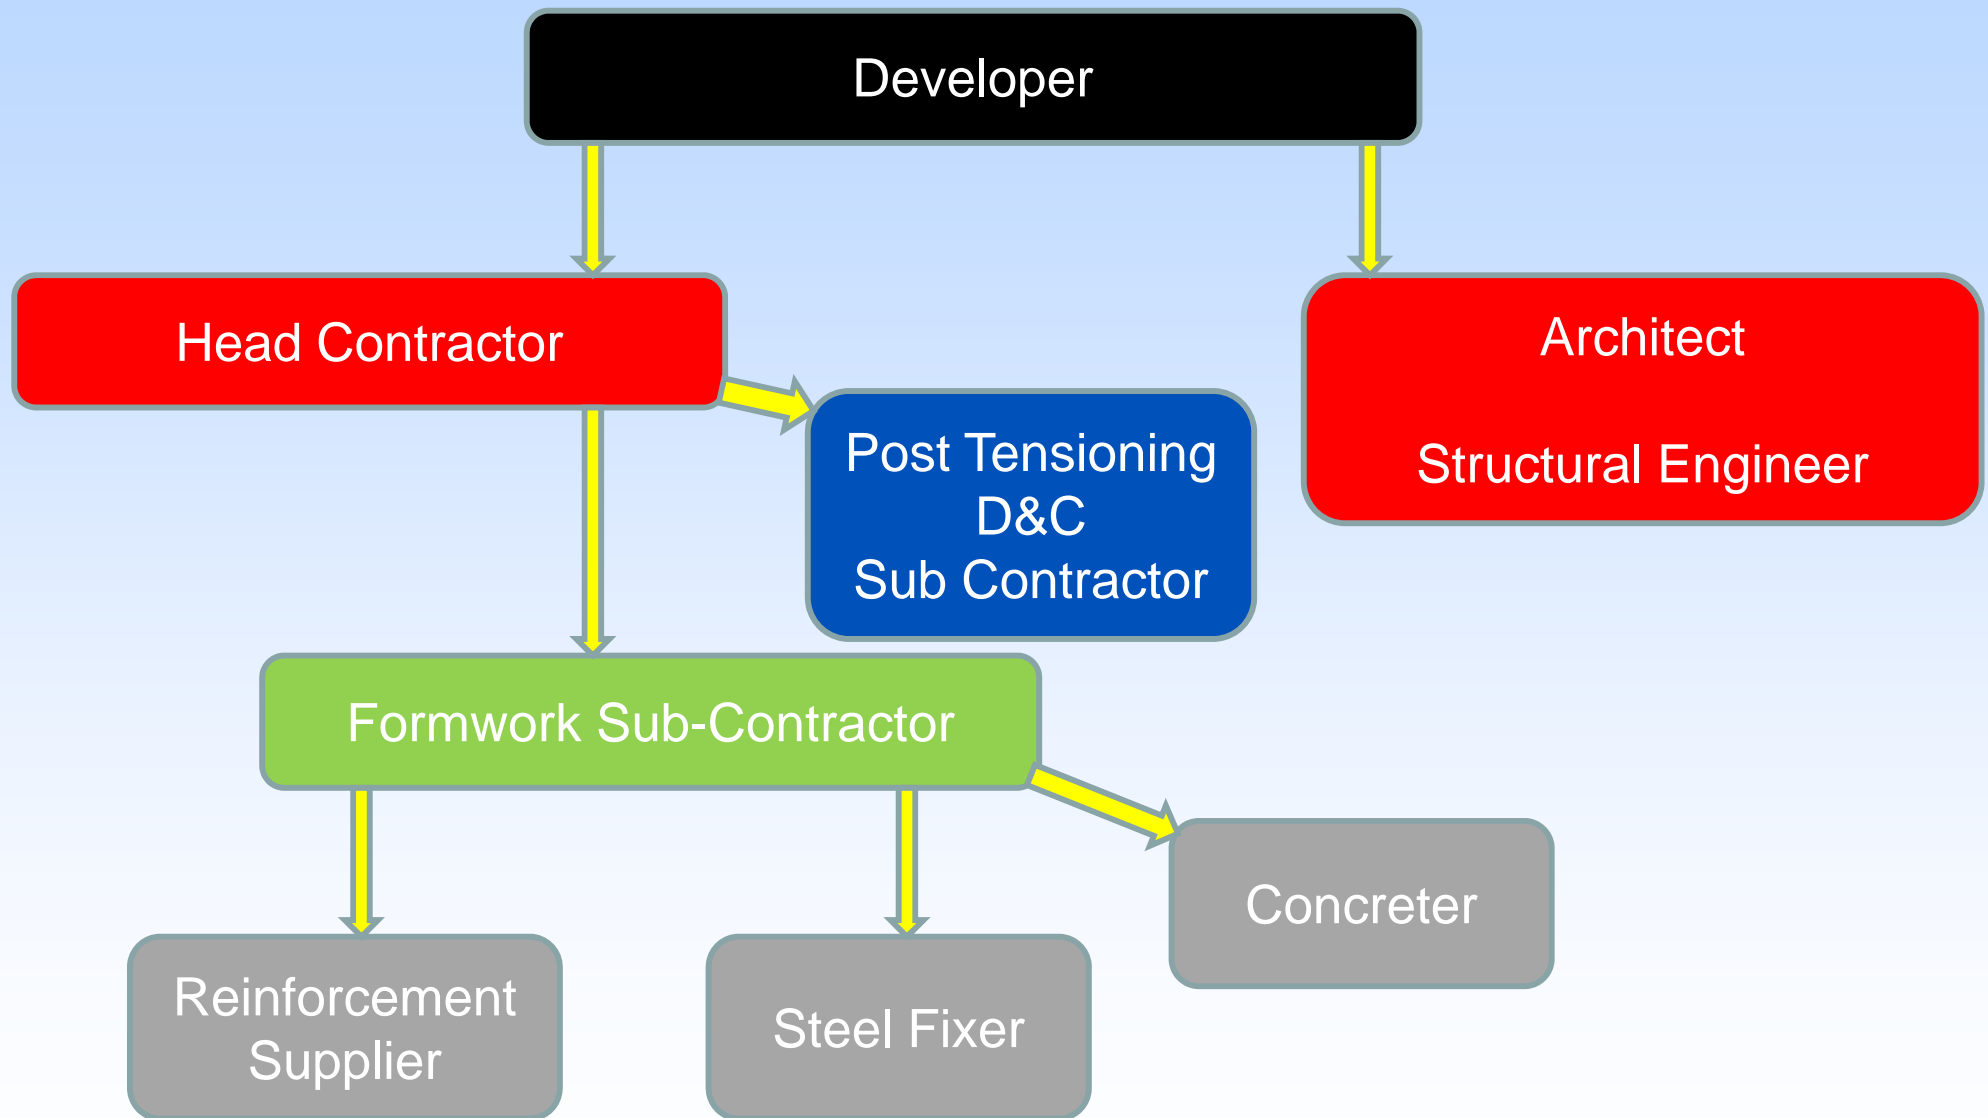 Developer
Head Contractor
Architect
Structural Engineer
Post Tensioning
D&C
Sub Contractor
Formwork Sub-Contractor
Concreter
Reinforcement
Supplier
Steel Fixer